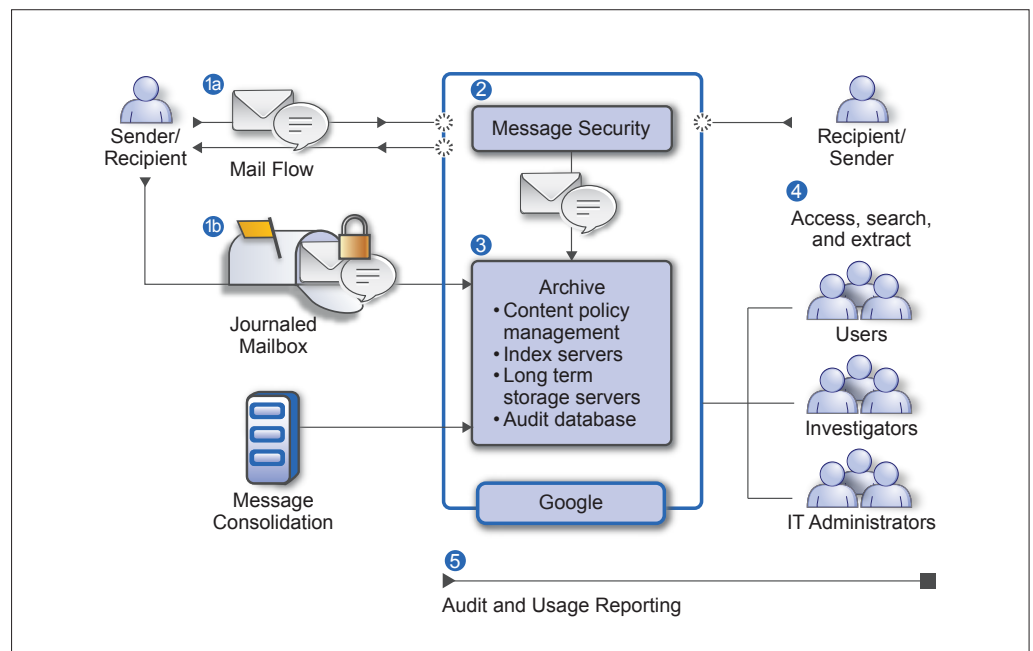 1a
Sender/
Recipient
Mail Flow
2
Message Security
Recipient/
Sender
1b
Journaled
Mailbox
3
Archive
• Content policy
management
• Index servers
• Long term
storage servers
• Audit database
4
Access, search,
and extract
Users
Investigators
IT Administrators
Message
Consolidation
Google
5
Audit and Usage Reporting